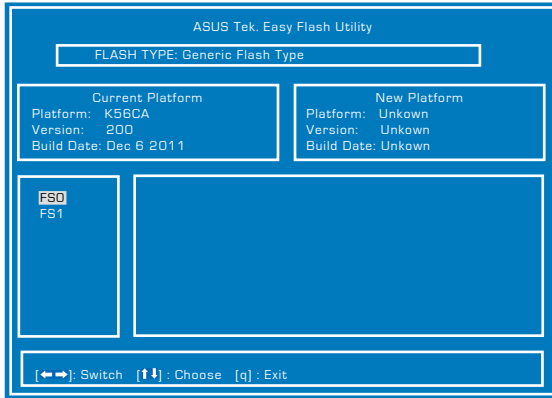 ASUS Tek. Easy Flash Utility
FLASH TYPE: Generic Flash Type
Current Platform
Platform: K56CA
Version: 200
Build Date: Dec 6 2011
New Platform
Platform: Unkown
Version: Unkown
Build Date: Unkown
FS0
FS1
[←→]: Switch [↑↓] : Choose [q] : Exit